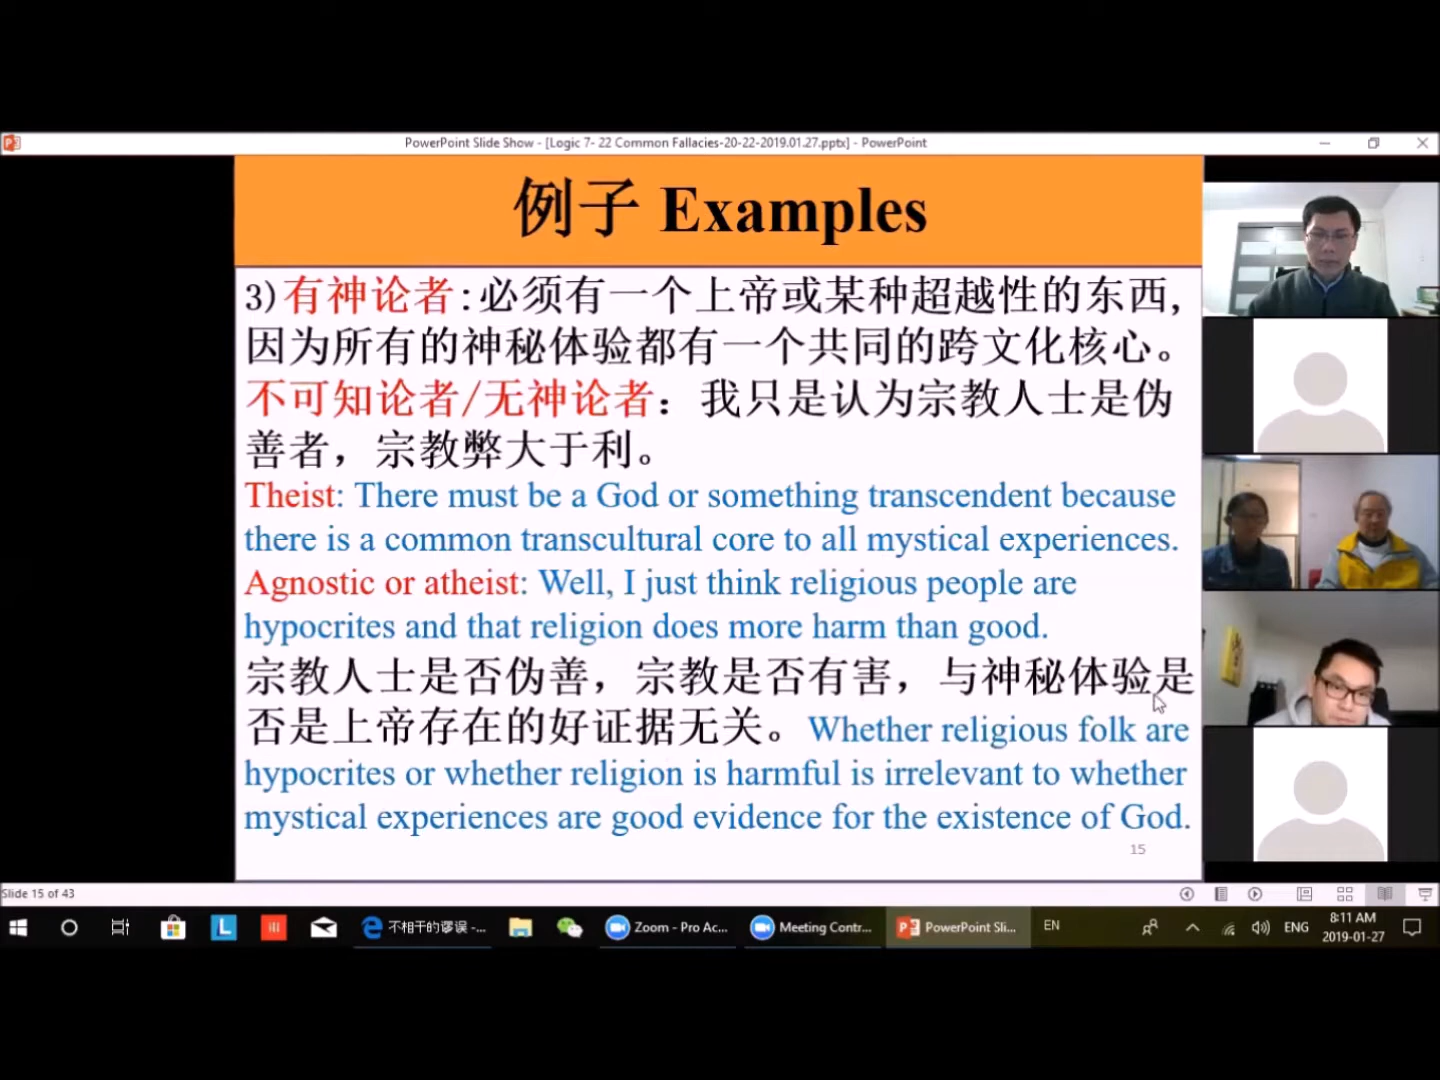 PowerPoint Slide Show - [Logic 7- 22 Common Fallacies-20-22-2019.01.27.pptx] - PowerPoint
例子 Examples
3)有神论者:必须有一个上帝或某种超越性的东西,
因为所有的神秘体验都有一个共同的跨文化核心。
不可知论者/无神论者：我只是认为宗教人士是伪
善者，宗教弊大于利。
Theist: There must be a God or something transcendent because
there is a common transcultural core to all mystical experiences.
Agnostic or atheist: Well, I just think religious people are
hypocrites and that religion does more harm than good.
宗教人士是否伪善，宗教是否有害，与神秘体验是
否是上帝存在的好证据无关。Whether religious folk are
hypocrites or whether religion is harmful is irrelevant to whether
mystical experiences are good evidence for the existence of God.
15
Slide 15 of 43
L
不相干的谬误 -...
Zoom - Pro Ac...
Meeting Contr...
PowerPoint Sli...
EN
ENG
8:11 AM
2019-01-27